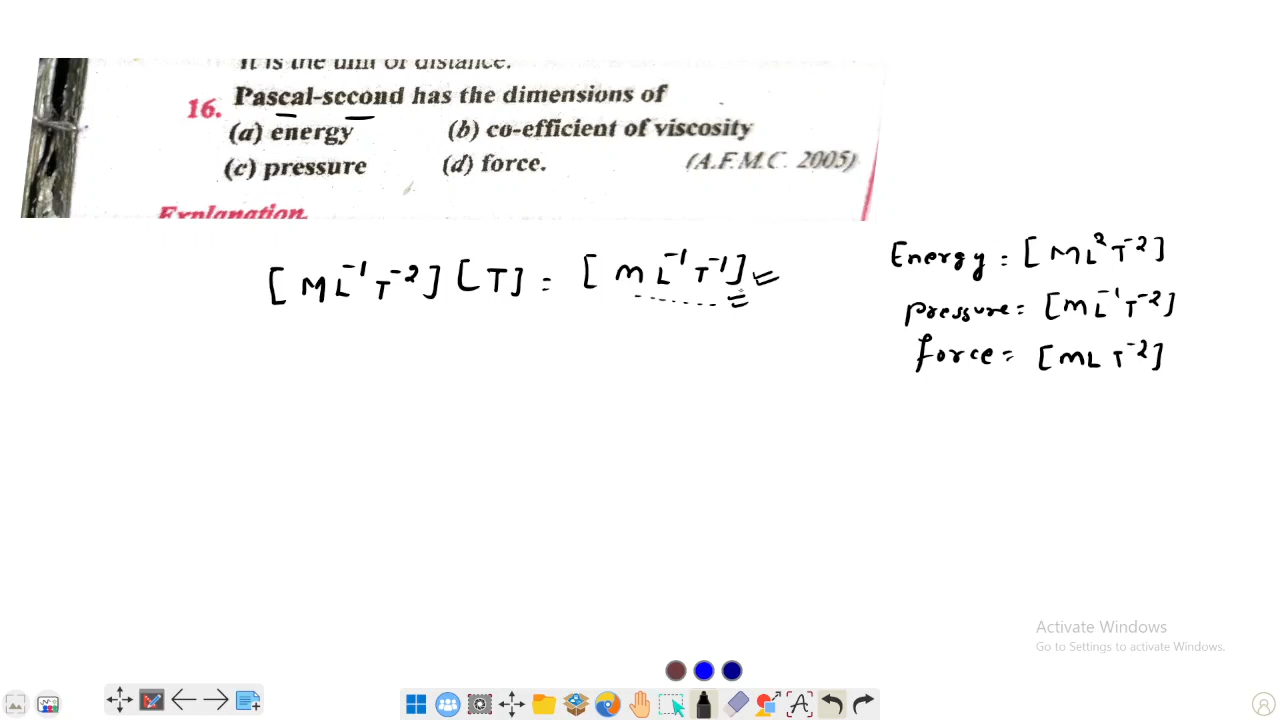 It is the unit of distance.
16. Pascal-second has the dimensions of
(a) energy (b) co-efficient of viscosity
(c) pressure (d) force. (A.F.M.C. 2005)
Explanation
[ML⁻¹T⁻²] [T] = [ML⁻¹T⁻¹]
Energy = [ML²T⁻²]
pressure = [ML⁻¹T⁻²]
force = [MLT⁻²]
Activate Windows
Go to Settings to activate Windows.